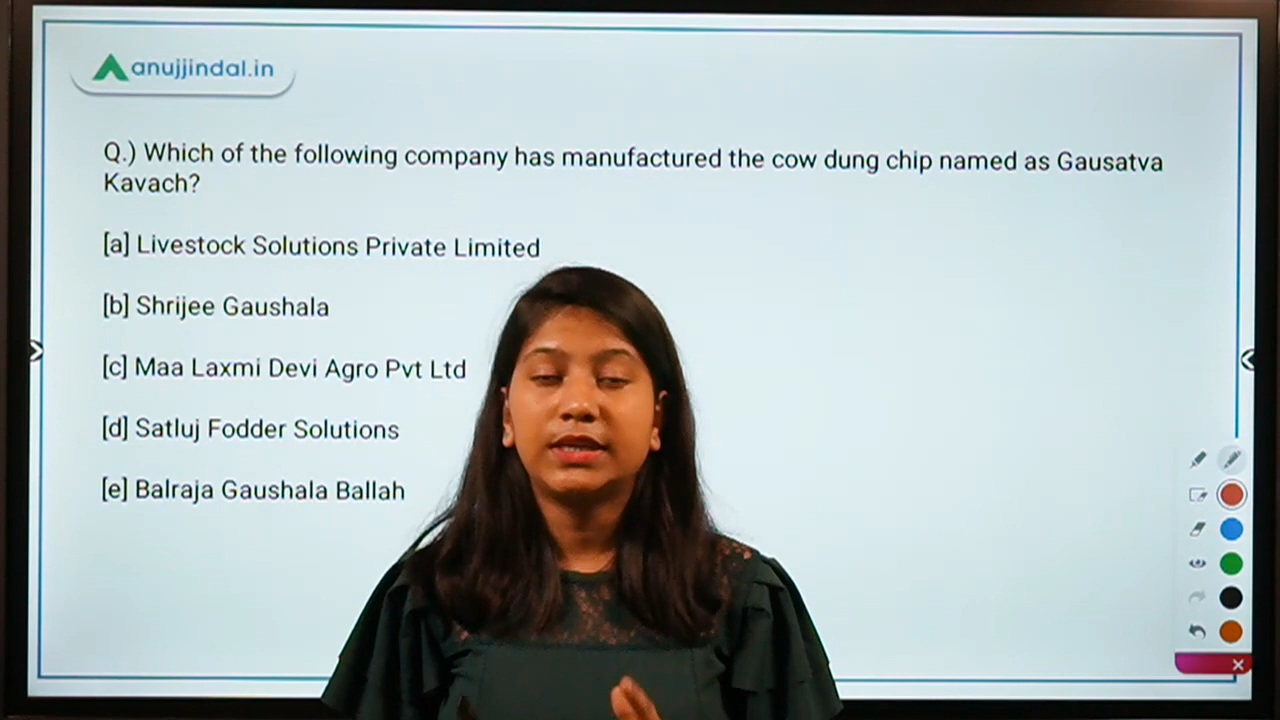 anujjindal.in
Q.) Which of the following company has manufactured the cow dung chip named as Gausatva
Kavach?
[a] Livestock Solutions Private Limited
[b] Shrijee Gaushala
[c] Maa Laxmi Devi Agro Pvt Ltd
[d] Satluj Fodder Solutions
[e] Balraja Gaushala Ballah